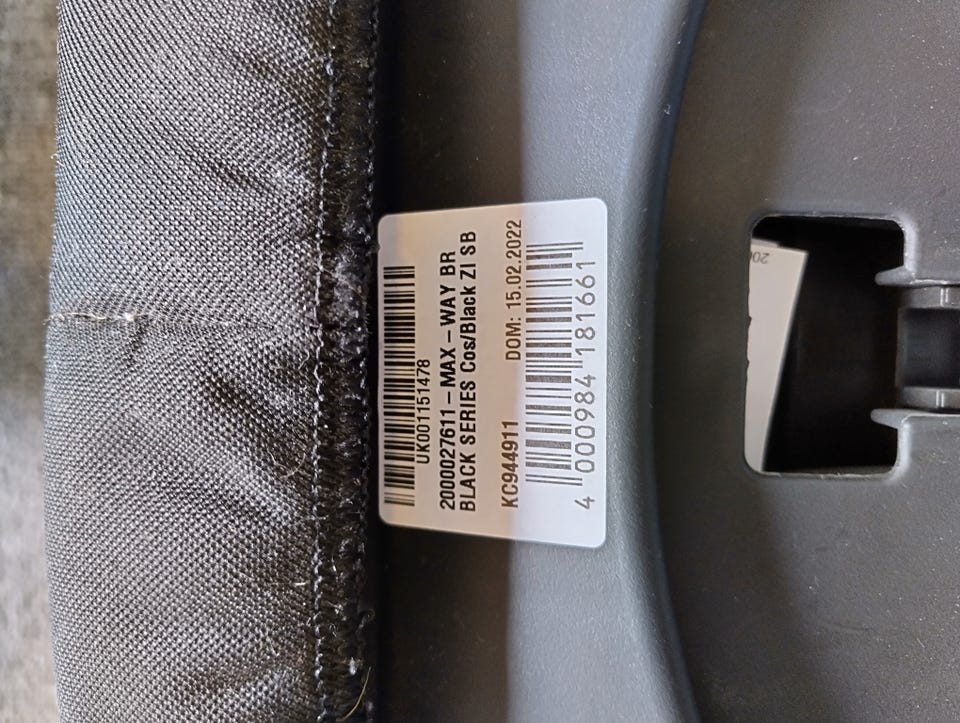 UK001151478
2000027611 – MAX – WAY BR
BLACK SERIES Cos/Black ZI SB
KC944911 DOM: 15.02.2022
4 000984 181661